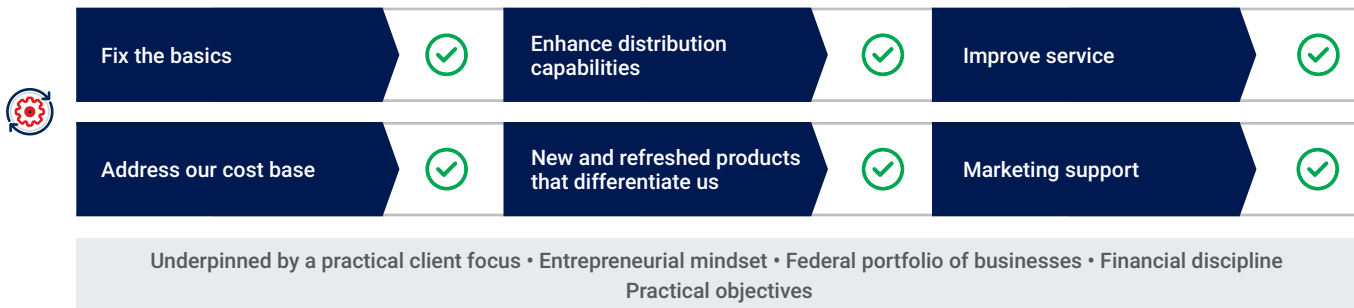 Fix the basics
Enhance distribution
capabilities
Improve service
Address our cost base
New and refreshed products
that differentiate us
Marketing support
Underpinned by a practical client focus • Entrepreneurial mindset • Federal portfolio of businesses • Financial discipline
Practical objectives